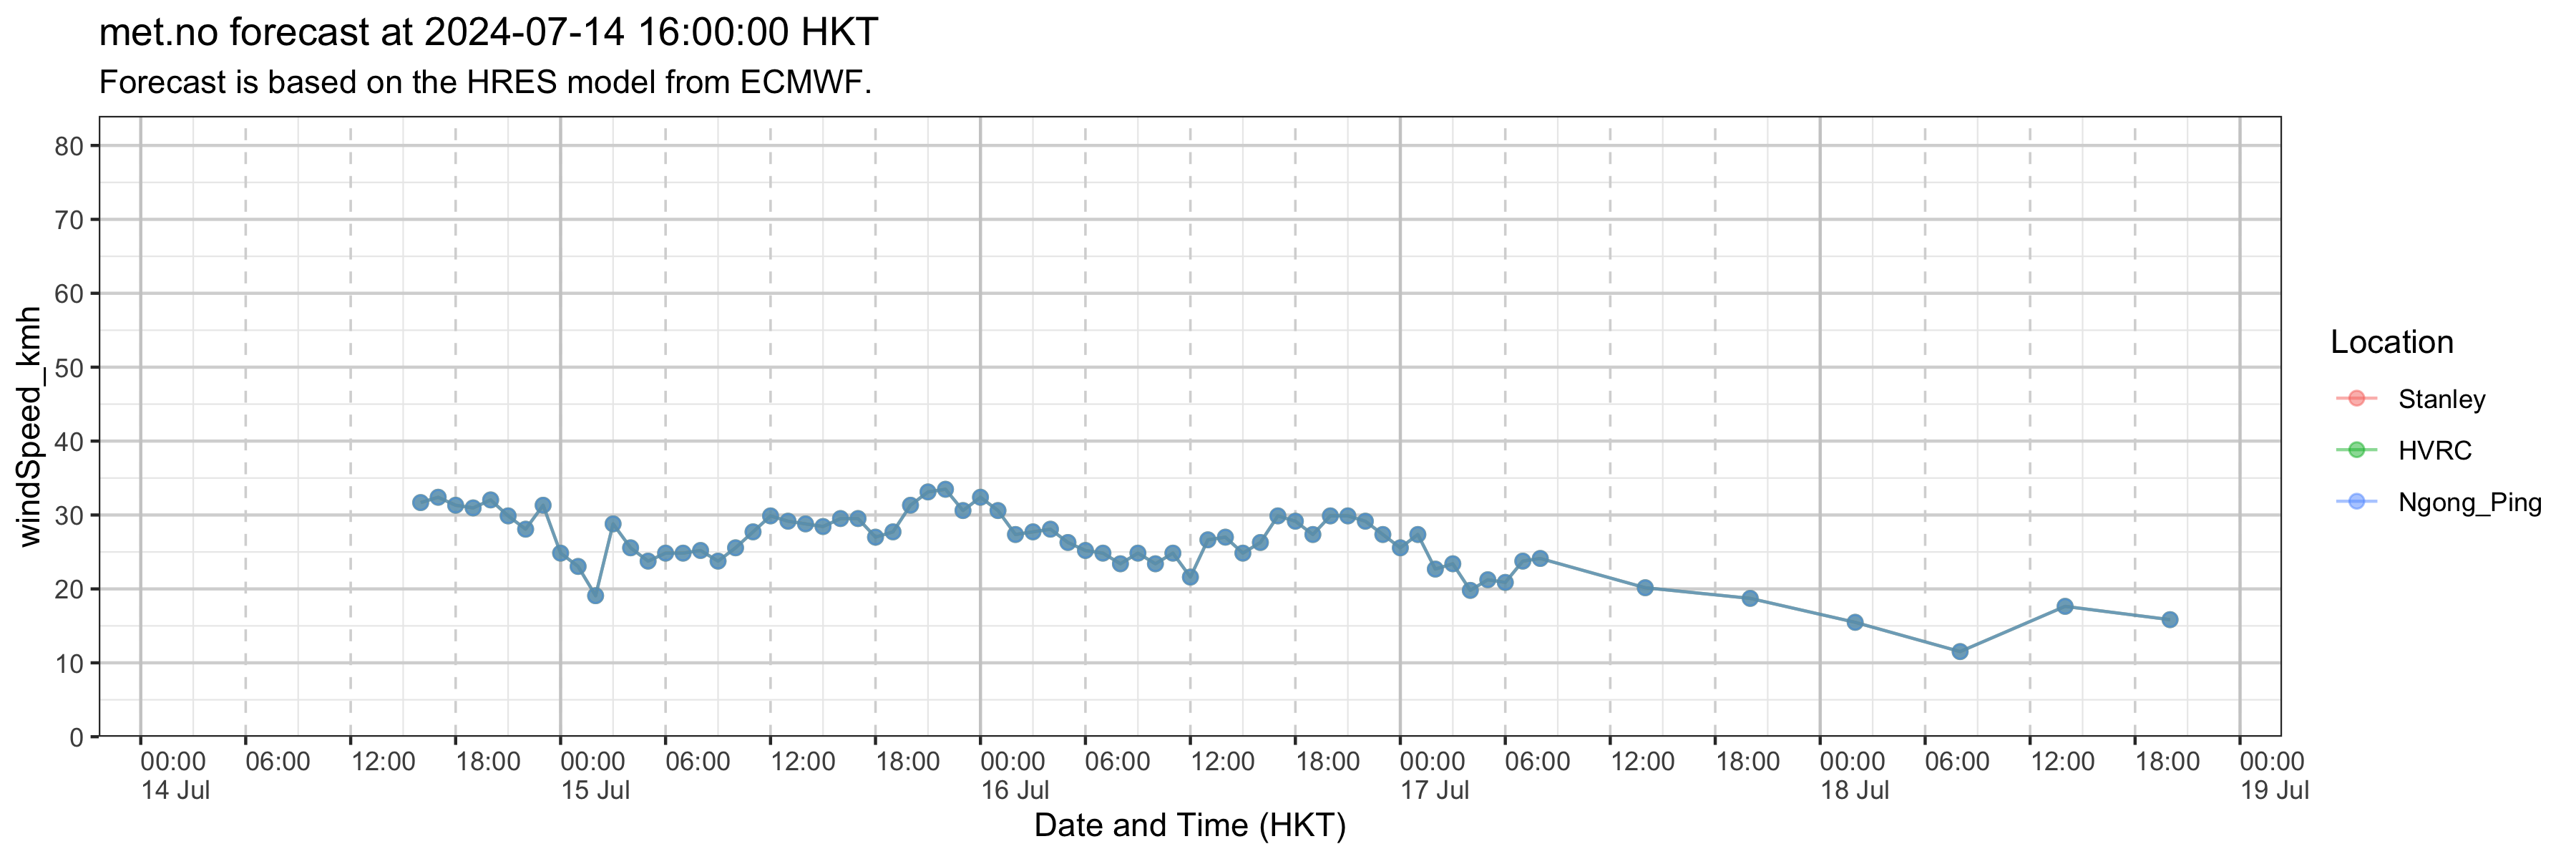 met.no forecast at 2024-07-14 16:00:00 HKT
Forecast is based on the HRES model from ECMWF.
windSpeed_kmh
80
70
60
50
40
30
20
10
0
00:00 06:00 12:00 18:00 00:00 06:00 12:00 18:00 00:00 06:00 12:00 18:00 00:00 06:00 12:00 18:00 00:00 06:00 12:00 18:00 00:00
14 Jul 15 Jul 16 Jul 17 Jul 18 Jul 19 Jul
Date and Time (HKT)
Location
Stanley
HVRC
Ngong_Ping